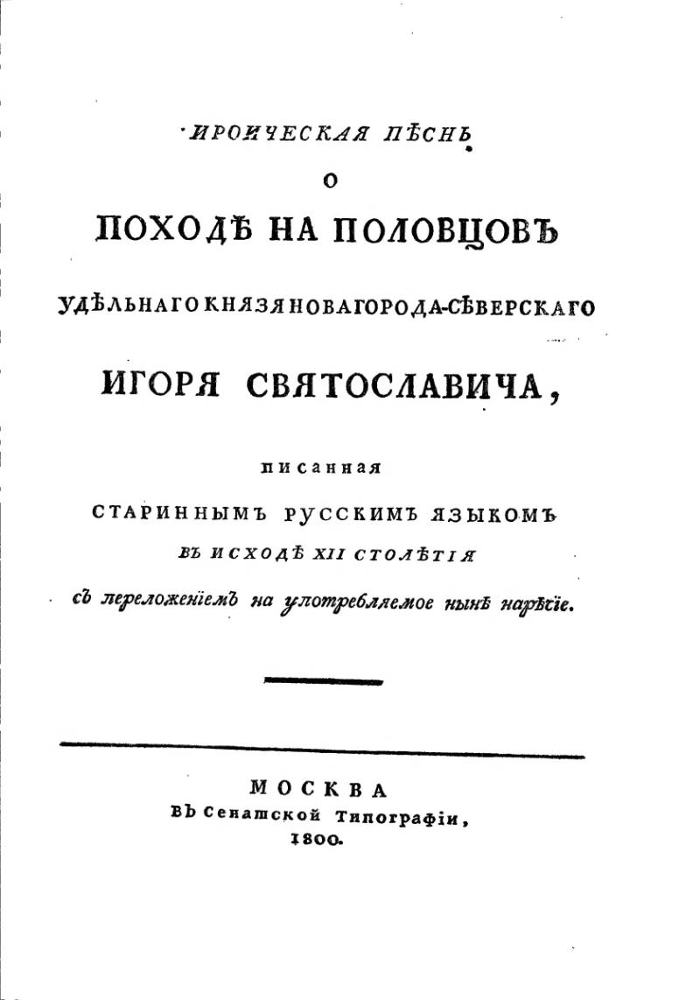 ИРОИЧЕСКАЯ ПѢСНЬ
О
ПОХОДѢ НА ПОЛОВЦОВЪ
УДѢЛЬНАГО КНЯЗЯ НОВАГОРОДА-СѢВЕРСКАГО
ИГОРЯ СВЯТОСЛАВИЧА,
писанная
СТАРИННЫМЪ РУССКИМЪ ЯЗЫКОМЪ
ВЪ ИСХОДѢ XII СТОЛѢТІЯ
съ переложеніемъ на употребляемое нынѣ нарѣчіе.
МОСКВА
Въ Сенатской Типографіи,
1800.